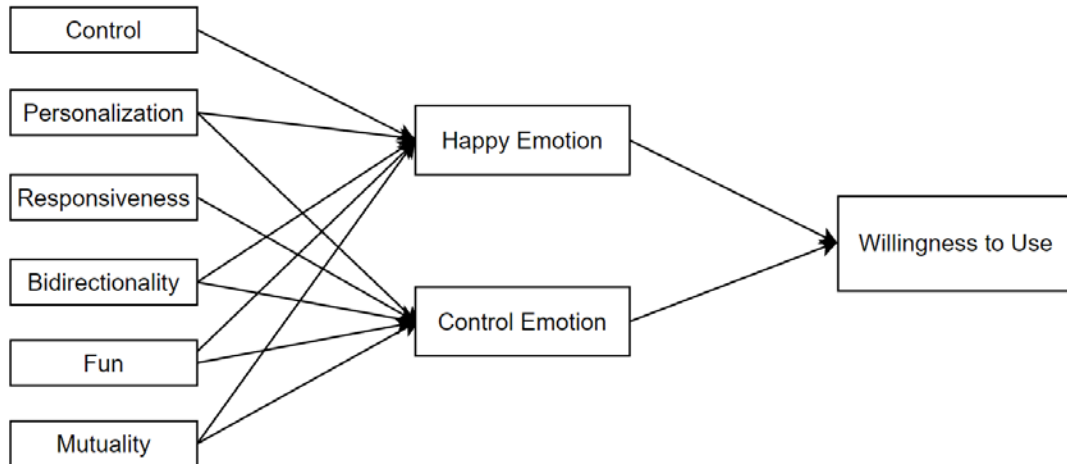 Control
Personalization
Responsiveness
Bidirectionality
Fun
Mutuality
Happy Emotion
Control Emotion
Willingness to Use